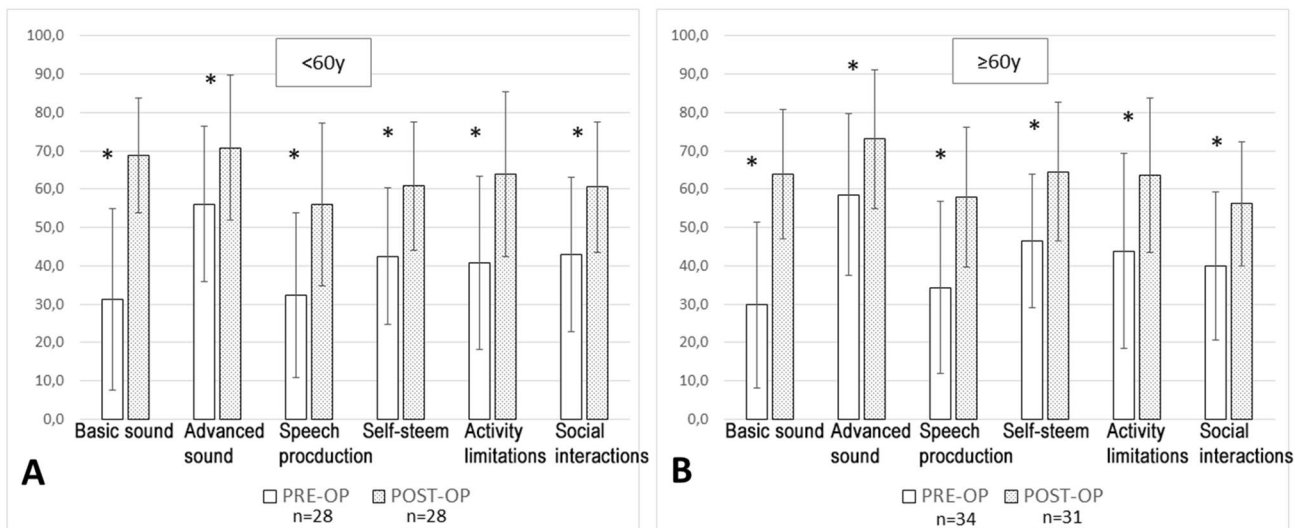 <60y
100,0
90,0
80,0
70,0
60,0
50,0
40,0
30,0
20,0
10,0
0,0
* * * * * *
Basic sound Advanced Speech Self-steem Activity Social
sound procduction limitations interactions
A
PRE-OP POST-OP
n=28 n=28
≥60y
100,0
90,0
80,0
70,0
60,0
50,0
40,0
30,0
20,0
10,0
0,0
* * * * * *
Basic sound Advanced Speech Self-steem Activity Social
sound procduction limitations interactions
B
PRE-OP POST-OP
n=34 n=31